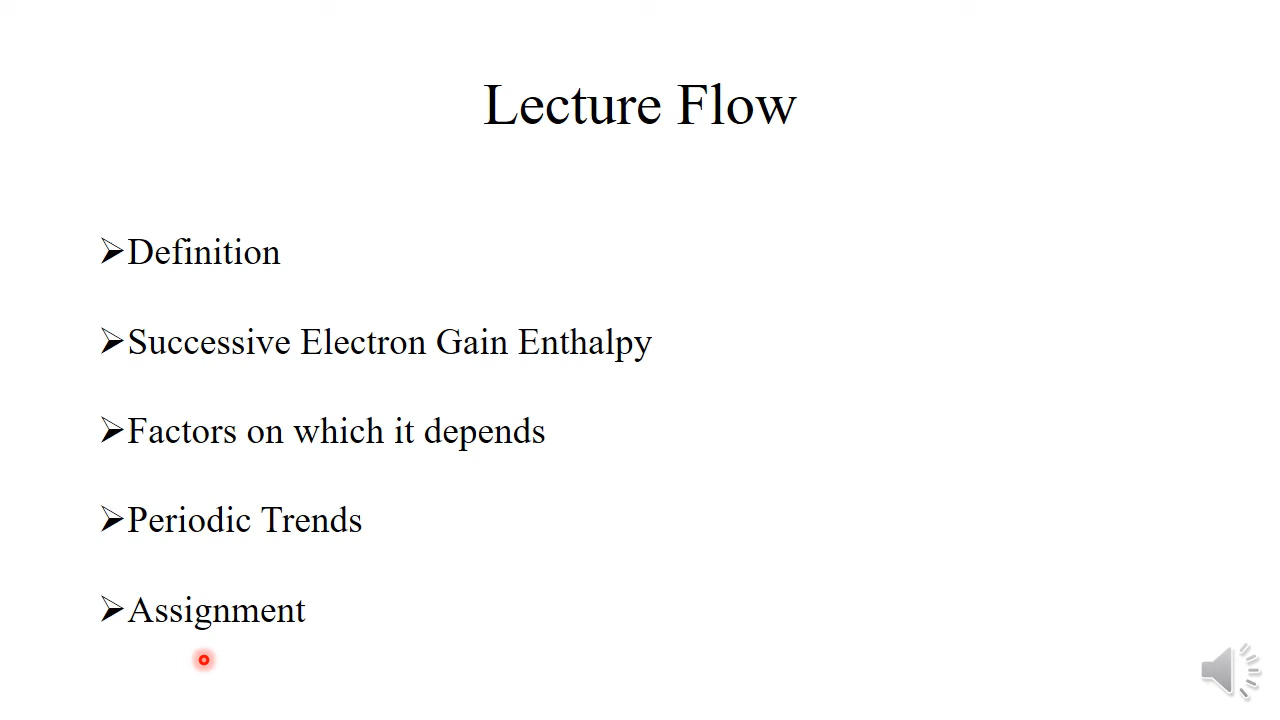 Lecture Flow
➢Definition
➢Successive Electron Gain Enthalpy
➢Factors on which it depends
➢Periodic Trends
➢Assignment